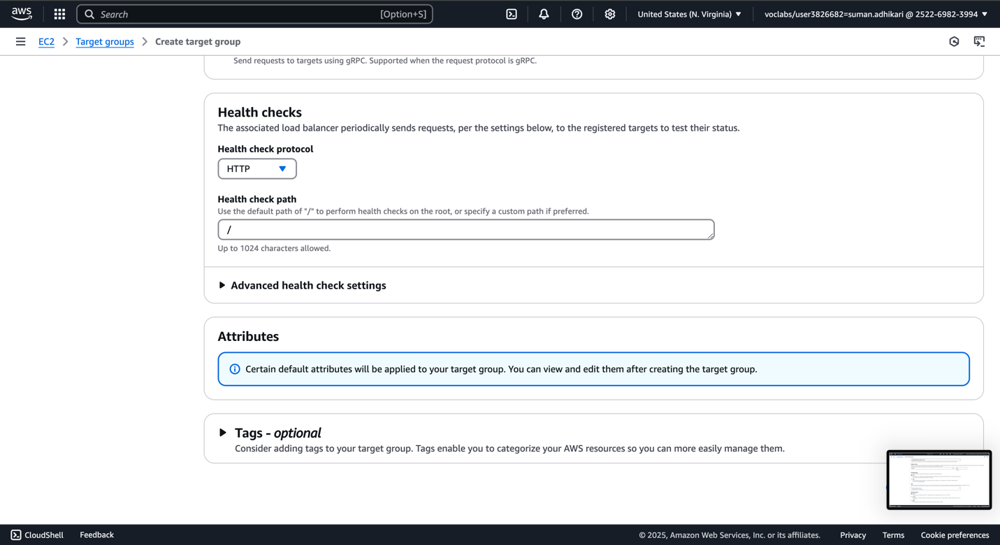 aws
Search [Option+S]
United States (N. Virginia)
voclabs/user3826682=suman.adhikari @ 2522-6982-3994
EC2
Target groups
Create target group
Send requests to targets using gRPC. Supported when the request protocol is gRPC.
Health checks
The associated load balancer periodically sends requests, per the settings below, to the registered targets to test their status.
Health check protocol
HTTP
Health check path
Use the default path of "/" to perform health checks on the root, or specify a custom path if preferred.
/
Up to 1024 characters allowed.
Advanced health check settings
Attributes
Certain default attributes will be applied to your target group. You can view and edit them after creating the target group.
Tags - optional
Consider adding tags to your target group. Tags enable you to categorize your AWS resources so you can more easily manage them.
CloudShell
Feedback
© 2025, Amazon Web Services, Inc. or its affiliates.
Privacy
Terms
Cookie preferences